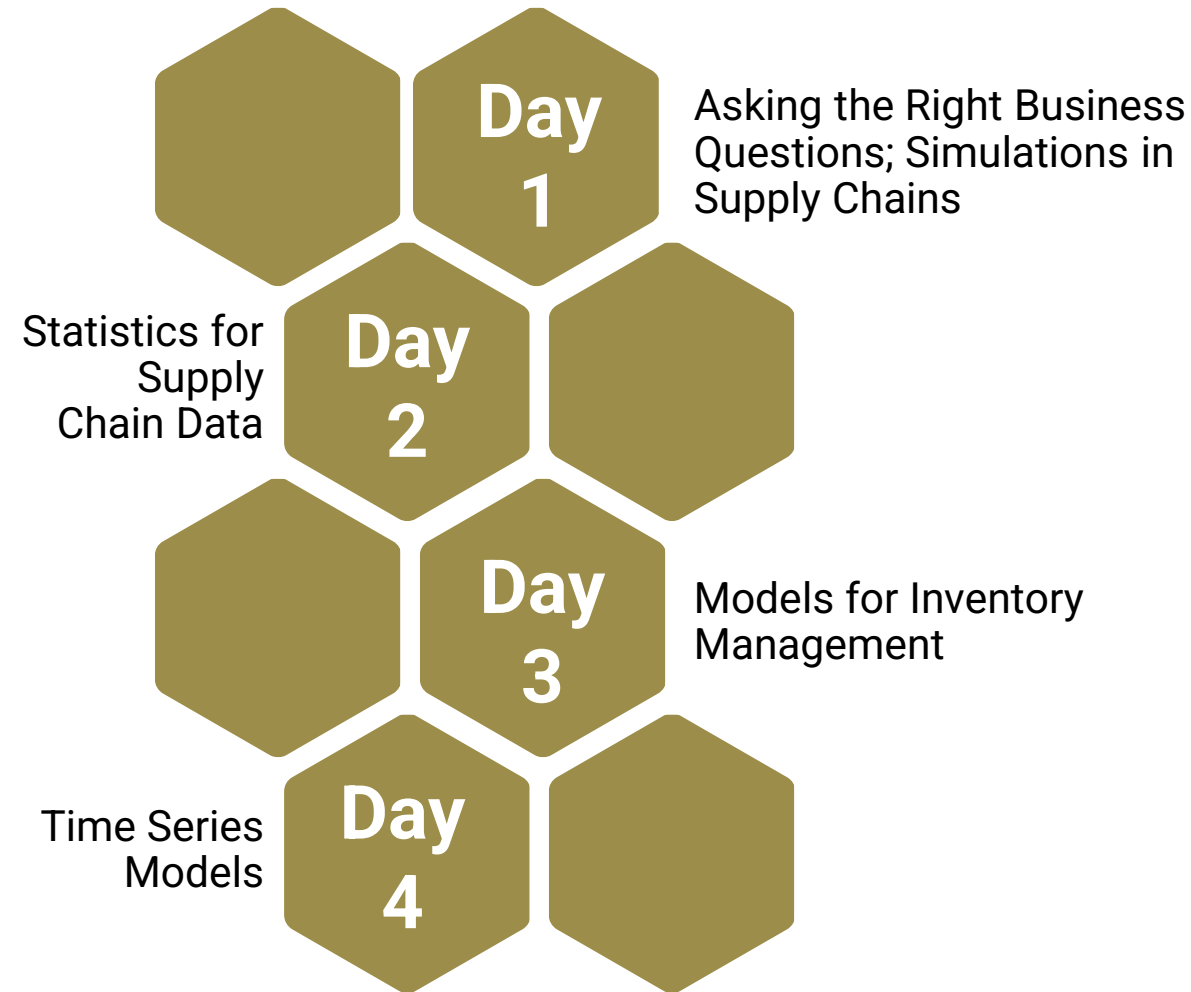 Day
1
Asking the Right Business
Questions; Simulations in
Supply Chains
Statistics for
Supply
Chain Data
Day
2
Day
3
Models for Inventory
Management
Time Series
Models
Day
4